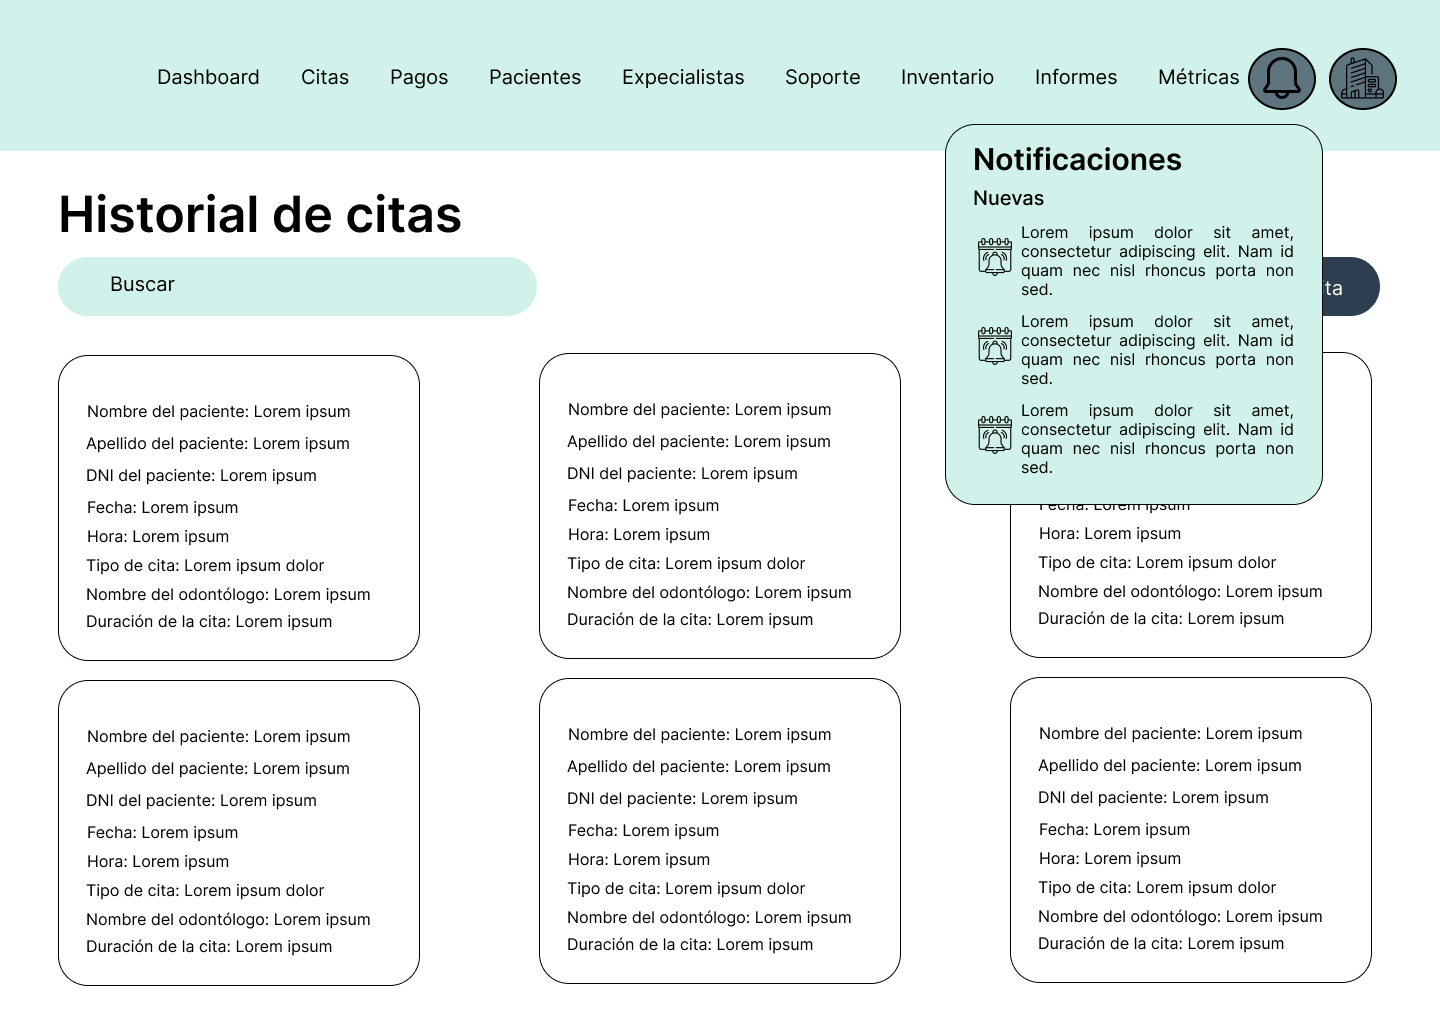 Dashboard Citas Pagos Pacientes Expecialistas Soporte Inventario Informes Métricas
Notificaciones
Nuevas
Lorem ipsum dolor sit amet,
consectetur adipiscing elit. Nam id
quam nec nisl rhoncus porta non
sed.
Lorem ipsum dolor sit amet,
consectetur adipiscing elit. Nam id
quam nec nisl rhoncus porta non
sed.
Lorem ipsum dolor sit amet,
consectetur adipiscing elit. Nam id
quam nec nisl rhoncus porta non
sed.
Historial de citas
Buscar
ta
Nombre del paciente: Lorem ipsum
Apellido del paciente: Lorem ipsum
DNI del paciente: Lorem ipsum
Fecha: Lorem ipsum
Hora: Lorem ipsum
Tipo de cita: Lorem ipsum dolor
Nombre del odontólogo: Lorem ipsum
Duración de la cita: Lorem ipsum
Nombre del paciente: Lorem ipsum
Apellido del paciente: Lorem ipsum
DNI del paciente: Lorem ipsum
Fecha: Lorem ipsum
Hora: Lorem ipsum
Tipo de cita: Lorem ipsum dolor
Nombre del odontólogo: Lorem ipsum
Duración de la cita: Lorem ipsum
Fecha: Lorem ipsum
Hora: Lorem ipsum
Tipo de cita: Lorem ipsum dolor
Nombre del odontólogo: Lorem ipsum
Duración de la cita: Lorem ipsum
Nombre del paciente: Lorem ipsum
Apellido del paciente: Lorem ipsum
DNI del paciente: Lorem ipsum
Fecha: Lorem ipsum
Hora: Lorem ipsum
Tipo de cita: Lorem ipsum dolor
Nombre del odontólogo: Lorem ipsum
Duración de la cita: Lorem ipsum
Nombre del paciente: Lorem ipsum
Apellido del paciente: Lorem ipsum
DNI del paciente: Lorem ipsum
Fecha: Lorem ipsum
Hora: Lorem ipsum
Tipo de cita: Lorem ipsum dolor
Nombre del odontólogo: Lorem ipsum
Duración de la cita: Lorem ipsum
Nombre del paciente: Lorem ipsum
Apellido del paciente: Lorem ipsum
DNI del paciente: Lorem ipsum
Fecha: Lorem ipsum
Hora: Lorem ipsum
Tipo de cita: Lorem ipsum dolor
Nombre del odontólogo: Lorem ipsum
Duración de la cita: Lorem ipsum